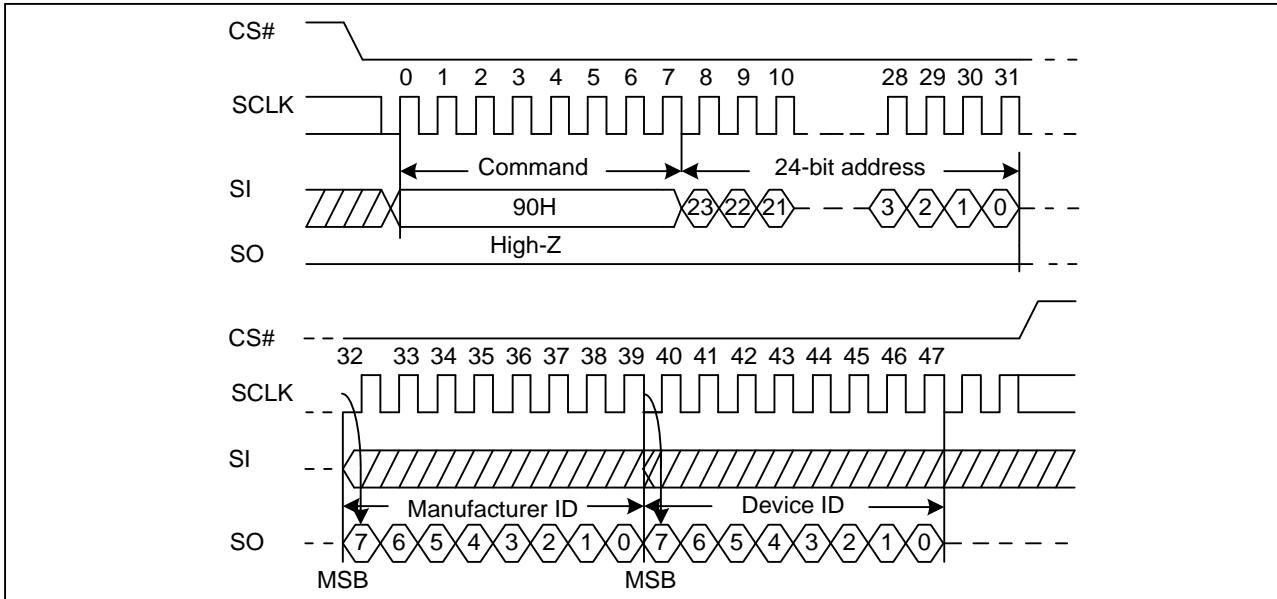 CS#
0 1 2 3 4 5 6 7 8 9 10 28 29 30 31
SCLK
Command 24-bit address
SI
90H 23 22 21 3 2 1 0
High-Z
SO
CS#
32 33 34 35 36 37 38 39 40 41 42 43 44 45 46 47
SCLK
SI
Manufacturer ID Device ID
SO 7 6 5 4 3 2 1 0 7 6 5 4 3 2 1 0
MSB MSB